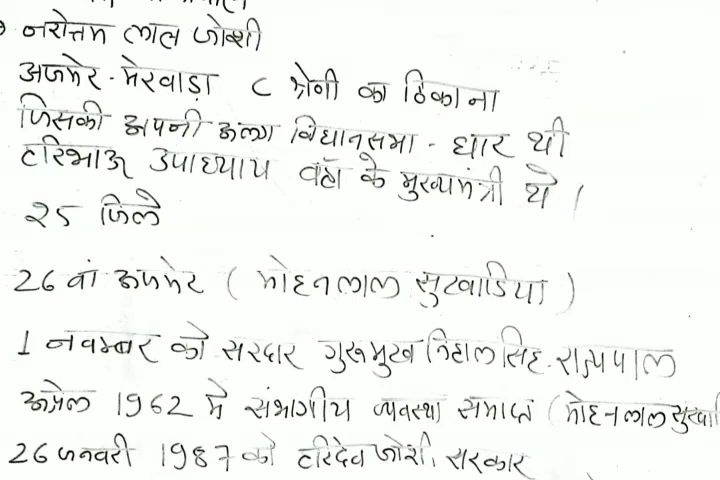 नरोत्तम लाल जोशी
अजमेर - मेरवाड़ा C श्रेणी का ठिकाना
जिसकी अपनी अलग विधानसभा - धार थी
हरिभाऊ उपाध्याय वहाँ के मुख्यमंत्री थे।
25 जिले
26 वां अजमेर ( मोहनलाल सुखाडिया )
1 नवम्बर को सरदार गुरुमुख निहालसिंह. राज्यपाल
अप्रेल 1962 मे संभागीय व्यवस्था समाप्त (मोहनलाल सुखा
26 जनवरी 1987 को हरिदेव जोशी. सरकार